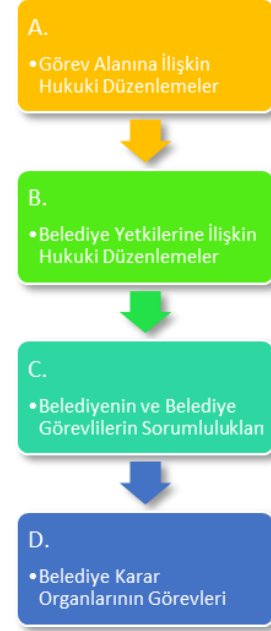 A.
•Görev Alanına İlişkin
Hukuki Düzenlemeler
B.
•Belediye Yetkilerine İlişkin
Hukuki Düzenlemeler
C.
•Belediyenin ve Belediye
Görevlilerin Sorumlulukları
D.
•Belediye Karar
Organlarının Görevleri